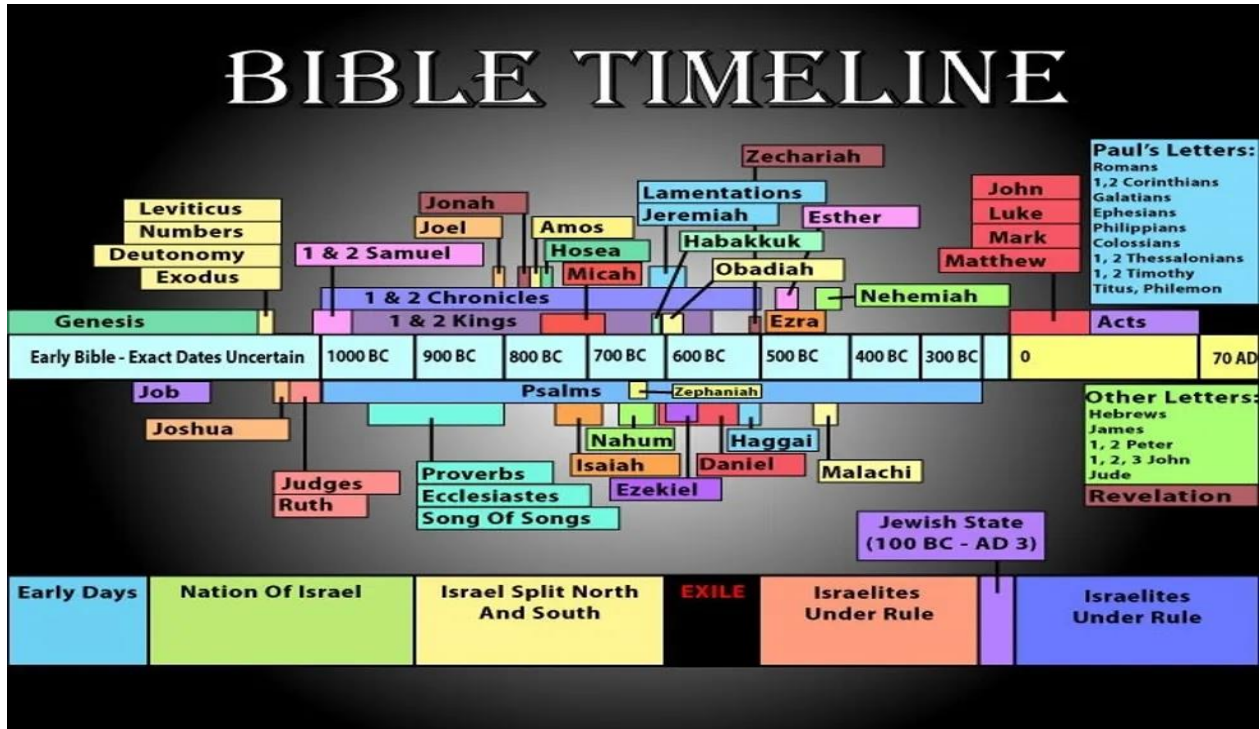 BIBLE TIMELINE
Zechariah
Paul's Letters:
Romans
1,2 Corinthians
Galatians
Ephesians
Philippians
Colossians
1, 2 Thessalonians
1, 2 Timothy
Titus, Philemon
Lamentations
Jeremiah
Jonah
Joel
Amos
Hosea
Micah
Esther
Habakkuk
Obadiah
Nehemiah
John
Luke
Mark
Matthew
Leviticus
Numbers
Deutonomy
Exodus
1 & 2 Samuel
1 & 2 Chronicles
Genesis
1 & 2 Kings
Ezra
Acts
Early Bible - Exact Dates Uncertain
1000 BC
900 BC
800 BC
700 BC
600 BC
500 BC
400 BC
300 BC
0
70 AD
Job
Psalms
Zephaniah
Other Letters:
Hebrews
James
1, 2 Peter
1, 2, 3 John
Jude
Revelation
Joshua
Nahum
Haggai
Isaiah
Daniel
Malachi
Ezekiel
Judges
Ruth
Proverbs
Ecclesiastes
Song Of Songs
Jewish State
(100 BC - AD 3)
Early Days
Nation Of Israel
Israel Split North
And South
EXILE
Israelites
Under Rule
Israelites
Under Rule